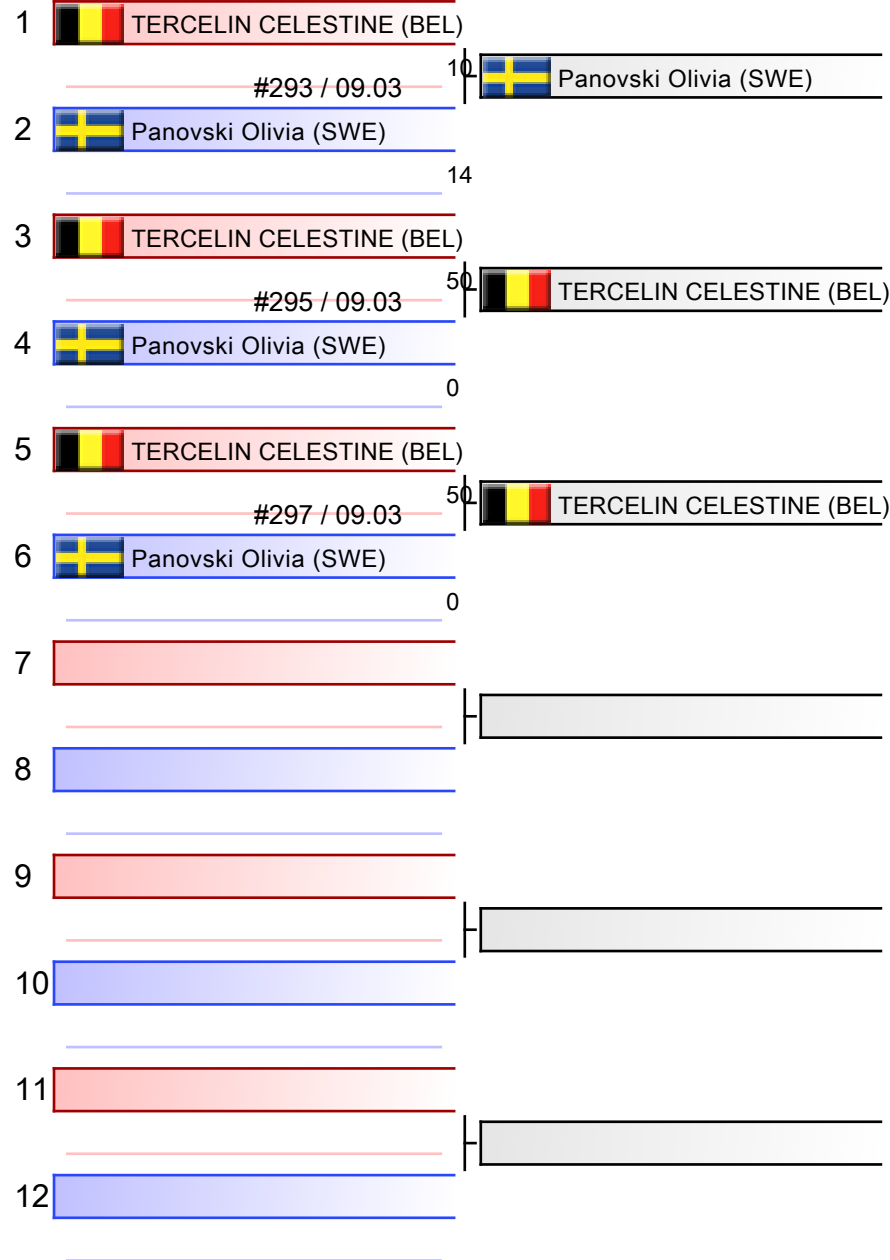 1 TERCELIN CELESTINE (BEL)
10 Panovski Olivia (SWE)
#293 / 09.03
2 Panovski Olivia (SWE)
14
3 TERCELIN CELESTINE (BEL)
50 TERCELIN CELESTINE (BEL)
#295 / 09.03
4 Panovski Olivia (SWE)
0
5 TERCELIN CELESTINE (BEL)
50 TERCELIN CELESTINE (BEL)
#297 / 09.03
6 Panovski Olivia (SWE)
0
7
8
9
10
11
12